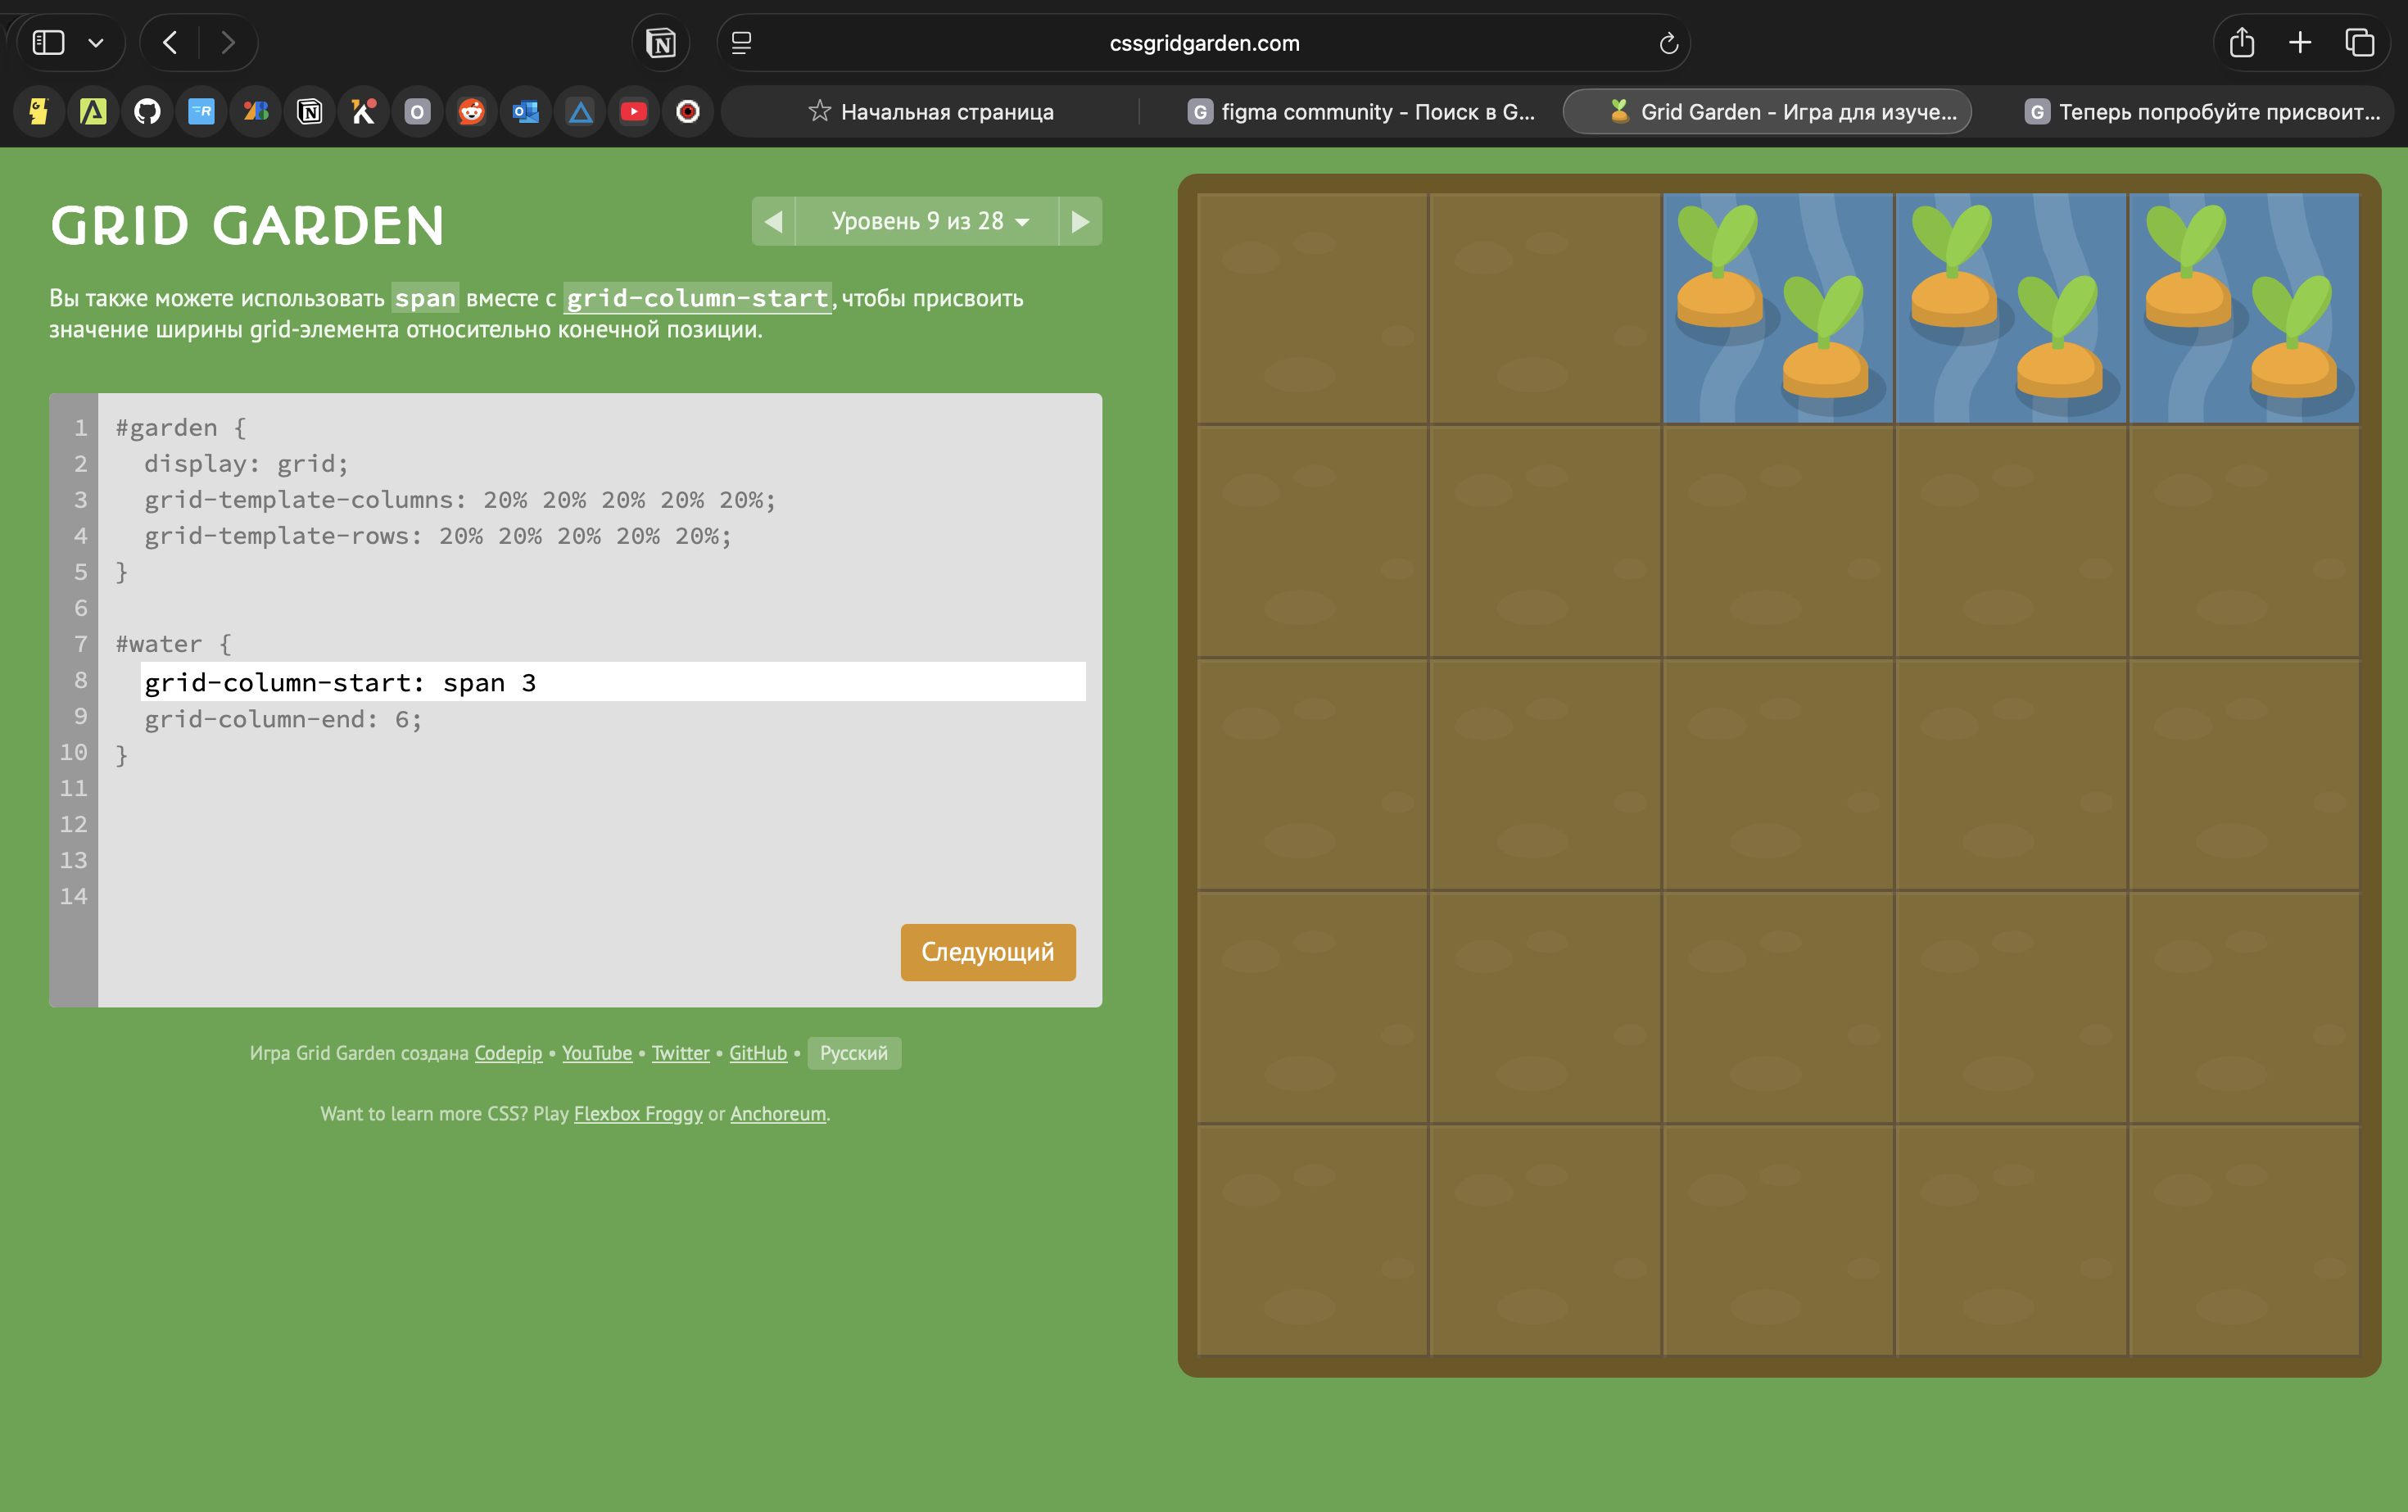 cssgridgarden.com
Начальная страница
figma community - Поиск в G...
Grid Garden - Игра для изуче...
Теперь попробуйте присвоит...
GRID GARDEN
Уровень 9 из 28
Вы также можете использовать span вместе с grid-column-start, чтобы присвоить
значение ширины grid-элемента относительно конечной позиции.
1 #garden {
2 display: grid;
3 grid-template-columns: 20% 20% 20% 20% 20%;
4 grid-template-rows: 20% 20% 20% 20% 20%;
5 }
6
7 #water {
8 grid-column-start: span 3
9 grid-column-end: 6;
10 }
11
12
13
14
Следующий
Игра Grid Garden создана Codepip • YouTube • Twitter • GitHub • Русский
Want to learn more CSS? Play Flexbox Froggy or Anchoreum.